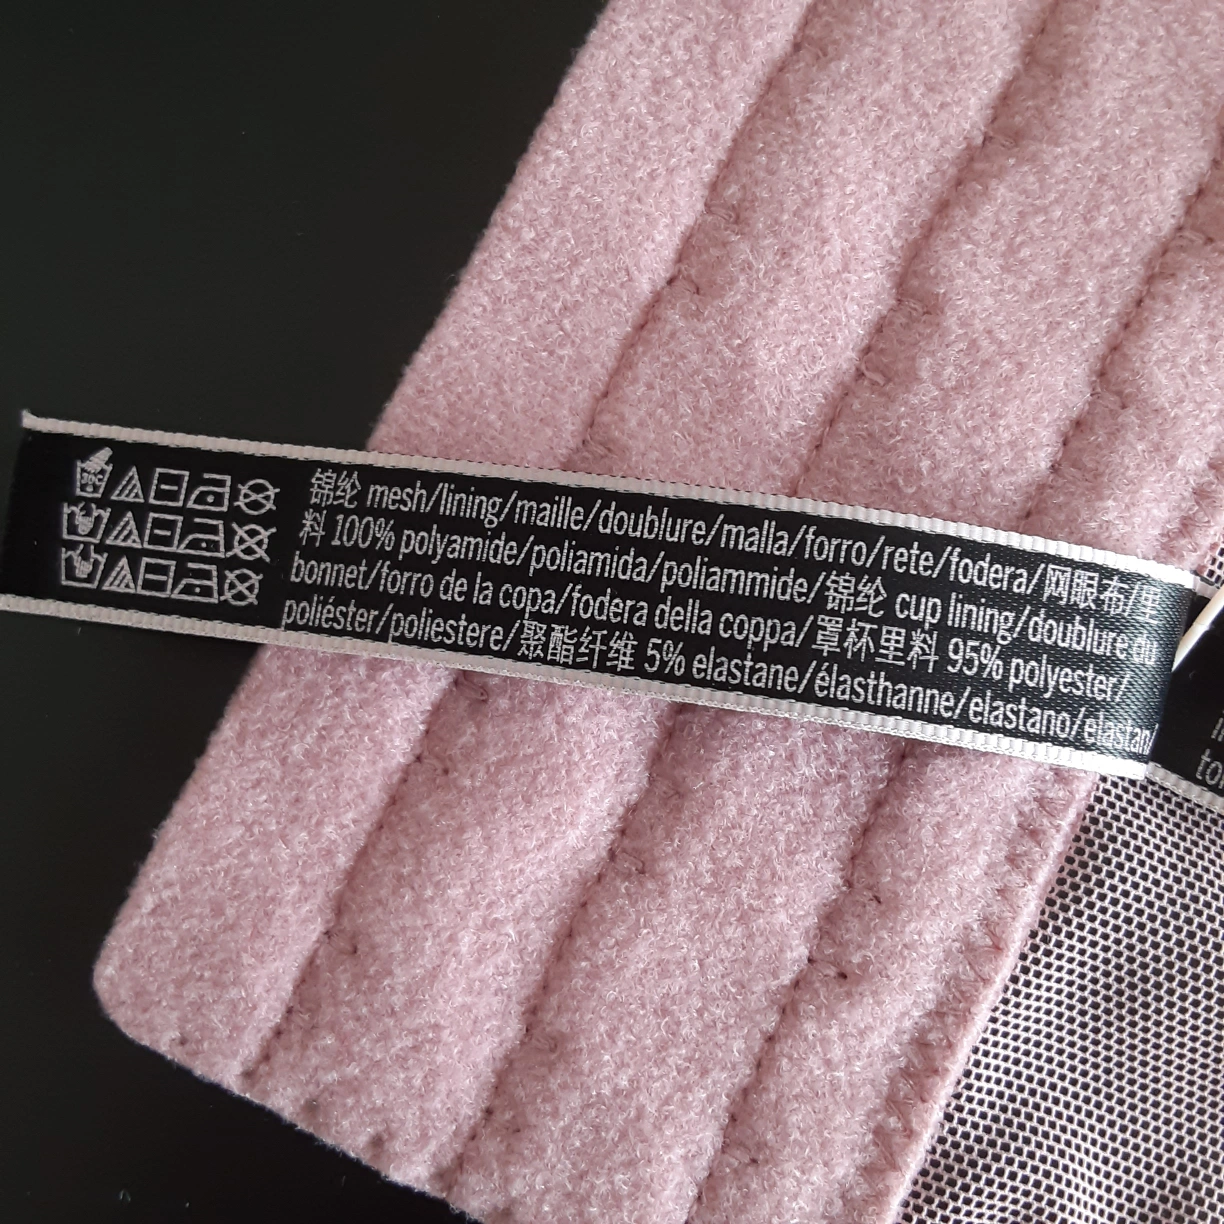 锦纶 mesh/lining/maille/doublure/malla/forro/rete/fodera/网眼布/里
料 100% polyamide/poliamida/poliammide/锦纶 cup lining/doublure du
bonnet/forro de la copa/fodera della coppa/罩杯里料 95% polyester/
poliéster/poliestere/聚酯纤维 5% elastane/élasthanne/elastano/elastan
30C